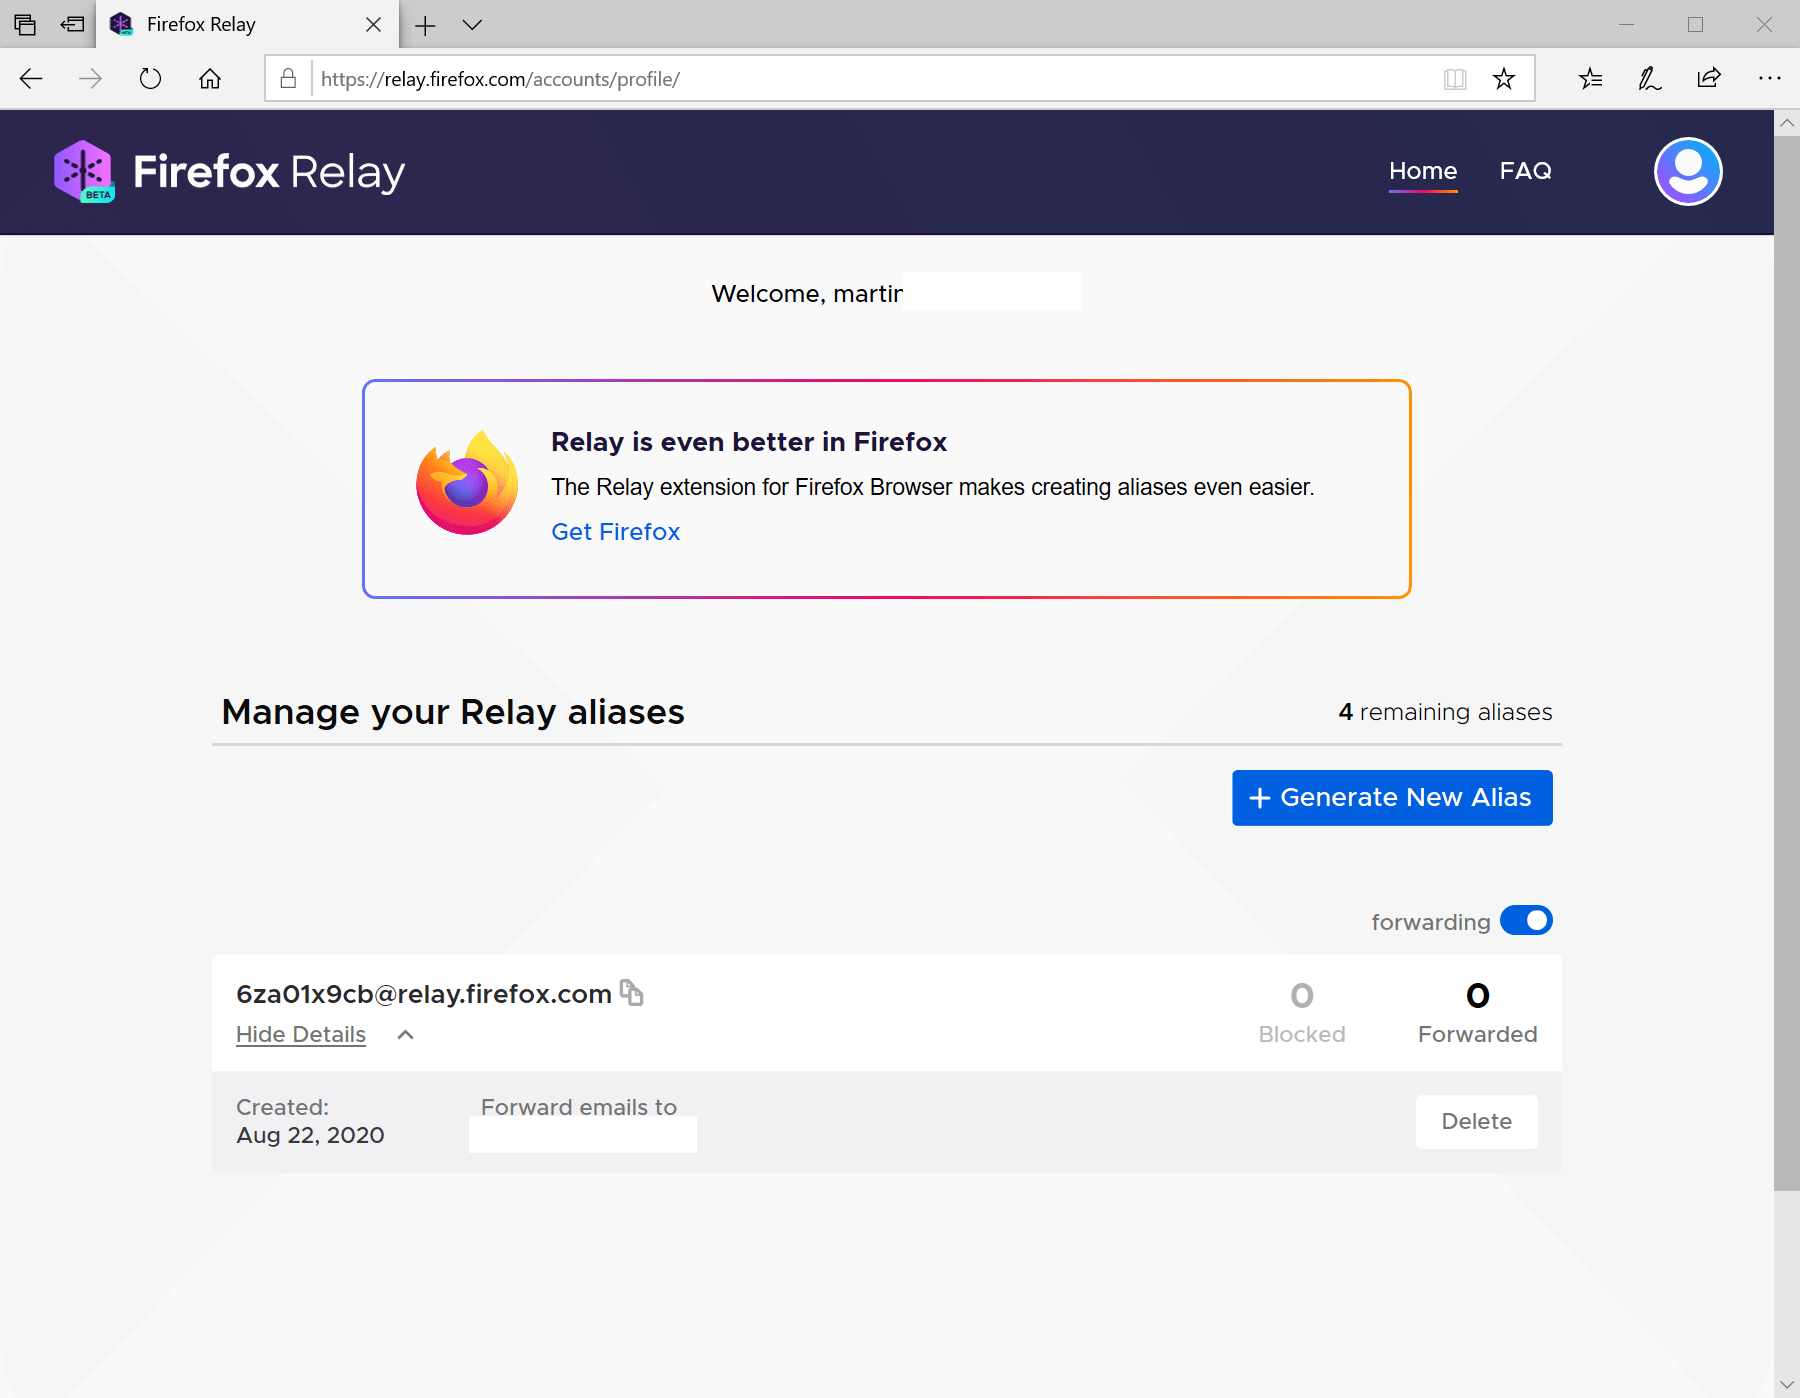 Firefox Relay
https://relay.firefox.com/accounts/profile/
BETA
Firefox Relay
Home
FAQ
Welcome, martin
Relay is even better in Firefox
The Relay extension for Firefox Browser makes creating aliases even easier.
Get Firefox
Manage your Relay aliases
4 remaining aliases
+ Generate New Alias
forwarding
6za01x9cb@relay.firefox.com
0
0
Hide Details
Blocked
Forwarded
Created:
Forward emails to
Aug 22, 2020
Delete